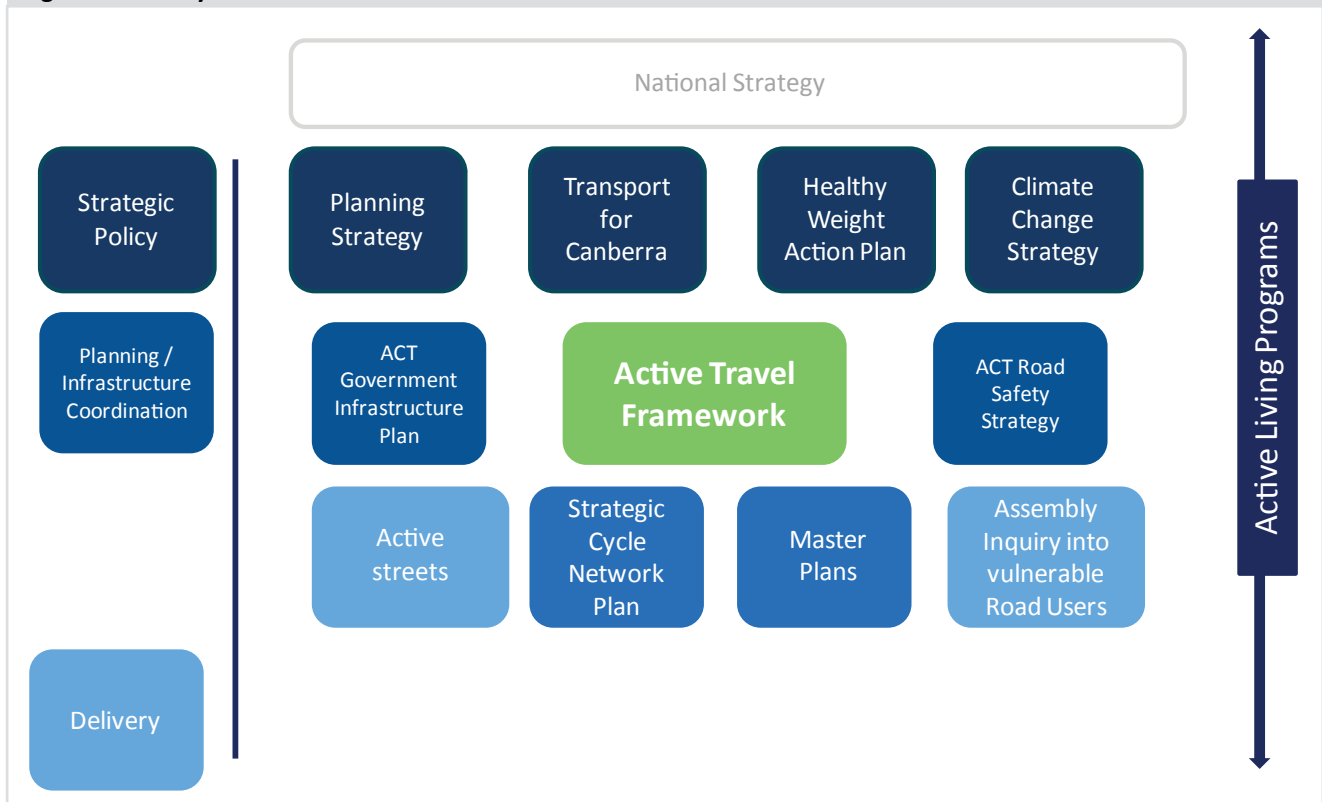 National Strategy
Strategic
Policy
Planning
Strategy
Transport
for
Canberra
Healthy
Weight
Action Plan
Climate
Change
Strategy
Planning /
Infrastructure
Coordination
ACT
Government
Infrastructure
Plan
Active Travel
Framework
ACT Road
Safety
Strategy
Active
streets
Strategic
Cycle
Network
Plan
Master
Plans
Assembly
Inquiry into
vulnerable
Road Users
Delivery
Active Living Programs